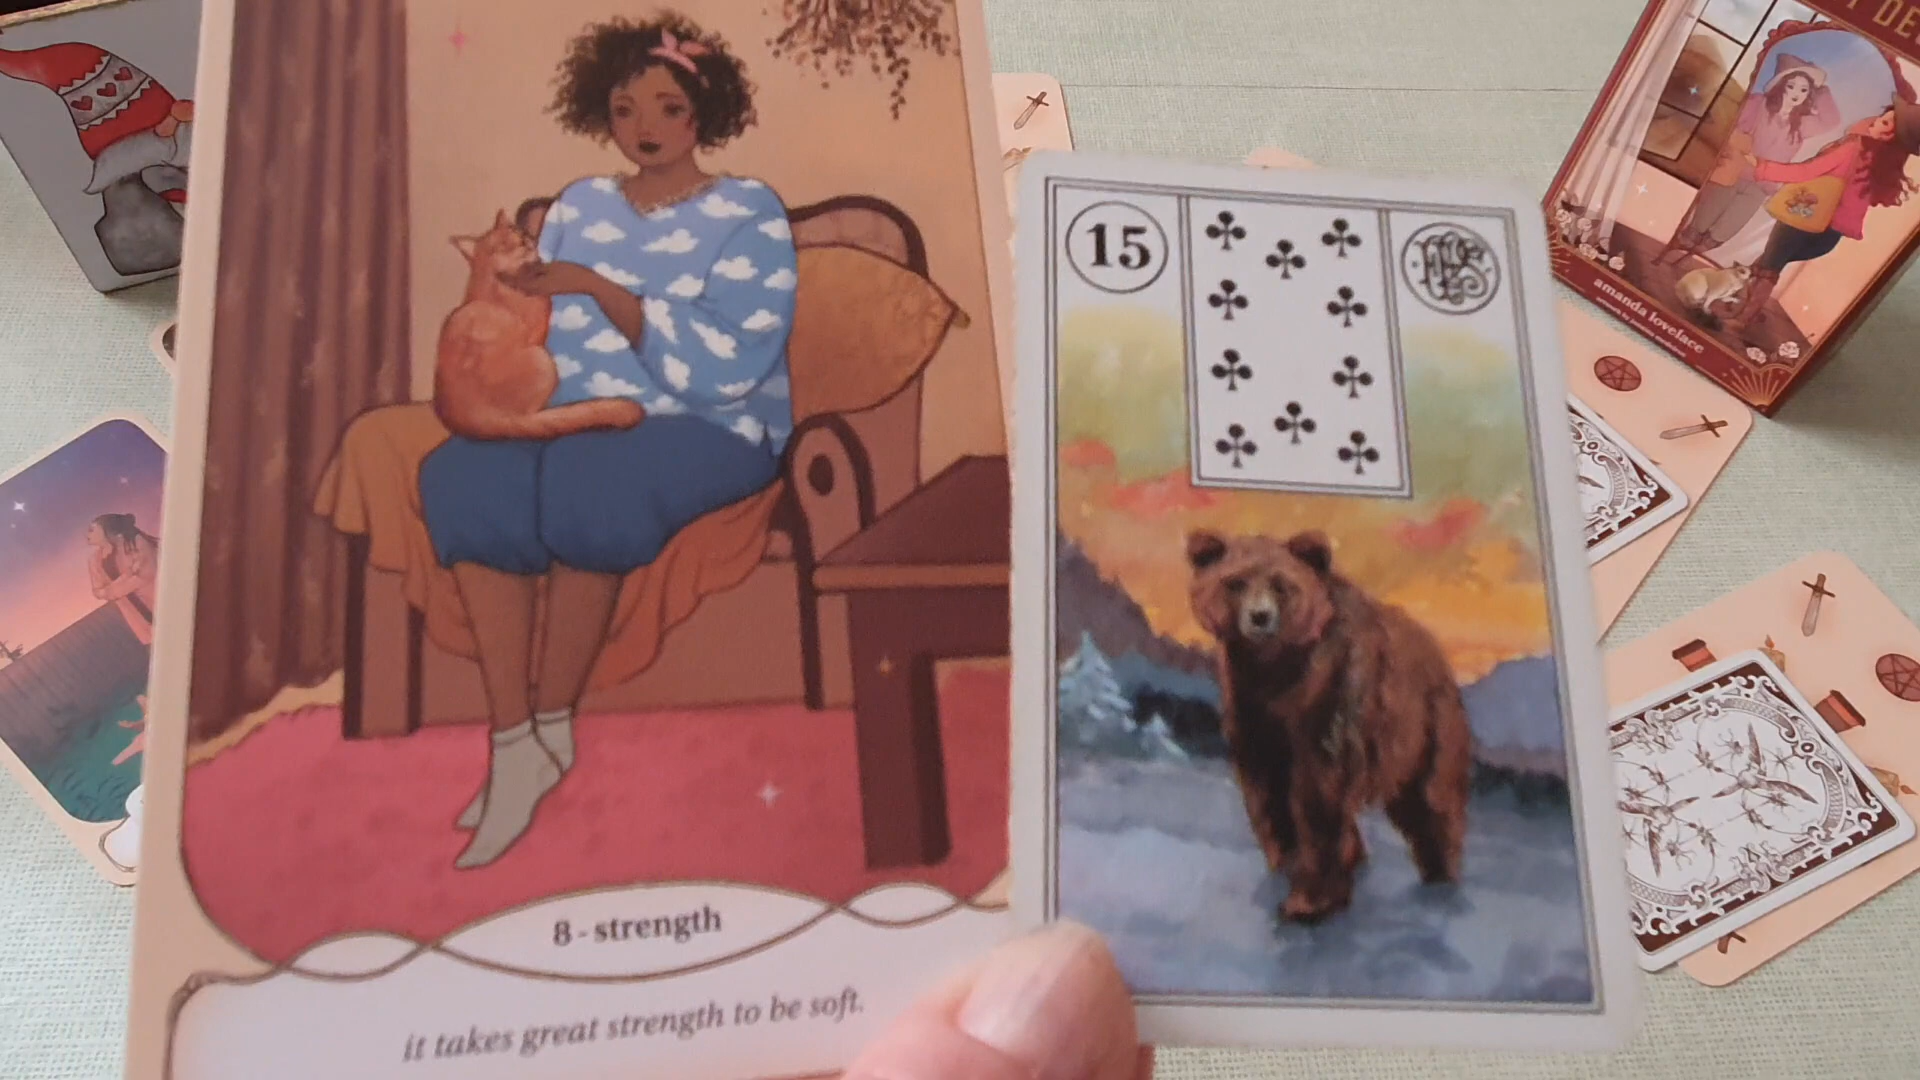 15
8-strength
it takes great strength to be soft.
amanda lovelace